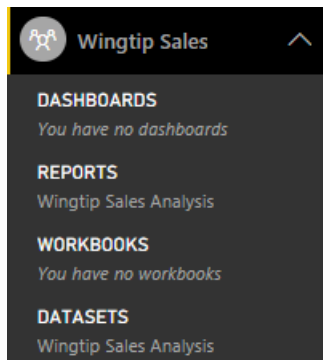 Wingtip Sales
DASHBOARDS
You have no dashboards
REPORTS
Wingtip Sales Analysis
WORKBOOKS
You have no workbooks
DATASETS
Wingtip Sales Analysis